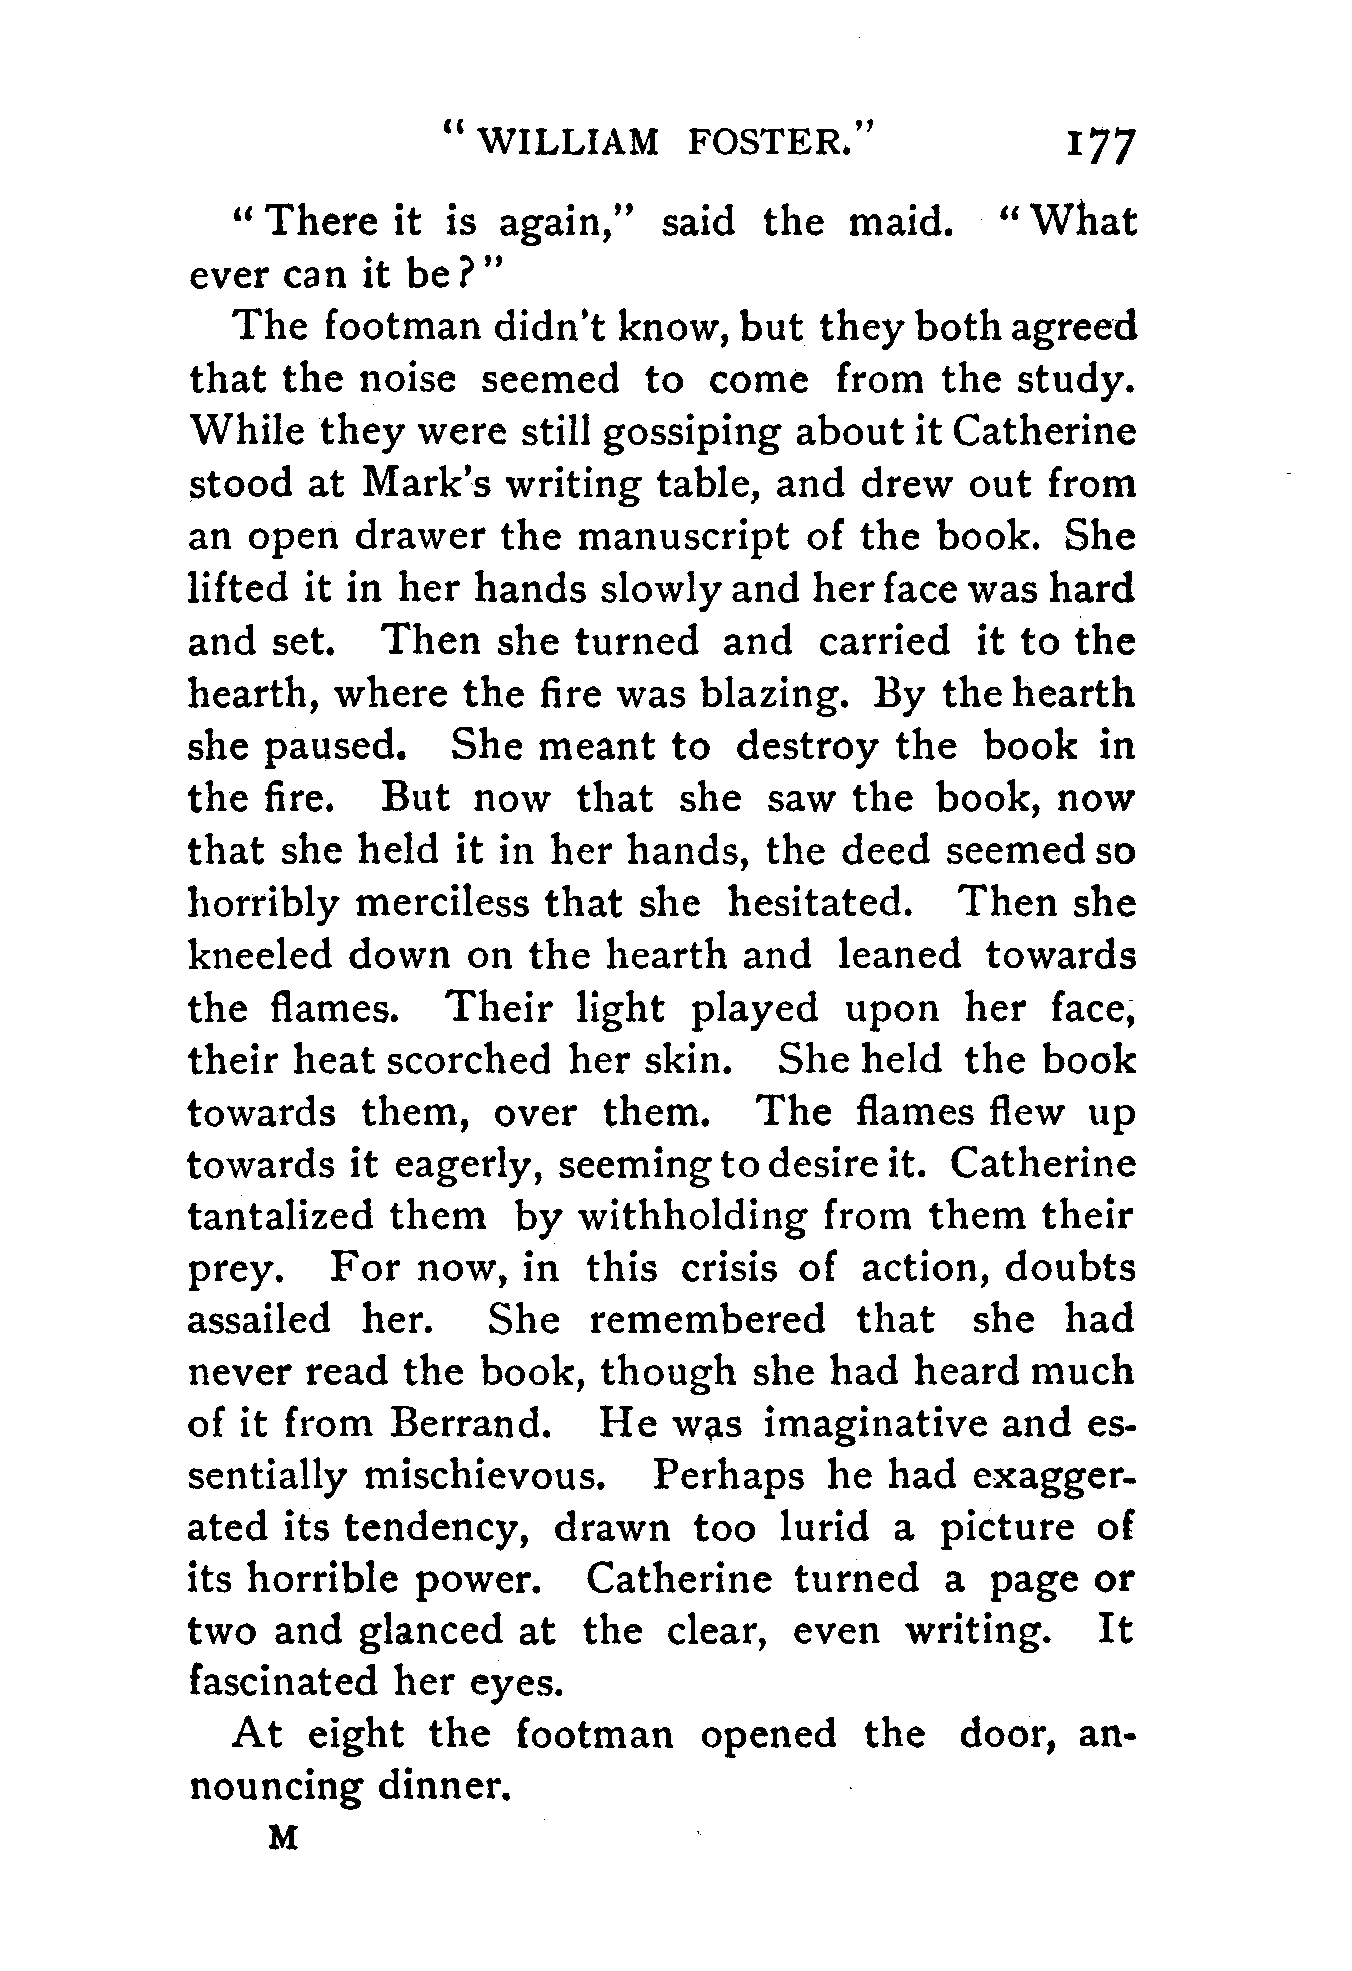 “ WILLIAM FOSTER.” 177
“ There it is again,” said the maid. “ What
ever can it be ? ”
The footman didn't know, but they both agreed
that the noise seemed to come from the study.
While they were still gossiping about it Catherine
stood at Mark's writing table, and drew out from
an open drawer the manuscript of the book. She
lifted it in her hands slowly and her face was hard
and set. Then she turned and carried it to the
hearth, where the fire was blazing. By the hearth
she paused. She meant to destroy the book in
the fire. But now that she saw the book, now
that she held it in her hands, the deed seemed so
horribly merciless that she hesitated. Then she
kneeled down on the hearth and leaned towards
the flames. Their light played upon her face,
their heat scorched her skin. She held the book
towards them, over them. The flames flew up
towards it eagerly, seeming to desire it. Catherine
tantalized them by withholding from them their
prey. For now, in this crisis of action, doubts
assailed her. She remembered that she had
never read the book, though she had heard much
of it from Berrand. He was imaginative and es-
sentially mischievous. Perhaps he had exagger-
ated its tendency, drawn too lurid a picture of
its horrible power. Catherine turned a page or
two and glanced at the clear, even writing. It
fascinated her eyes.
At eight the footman opened the door, an-
nouncing dinner.
M